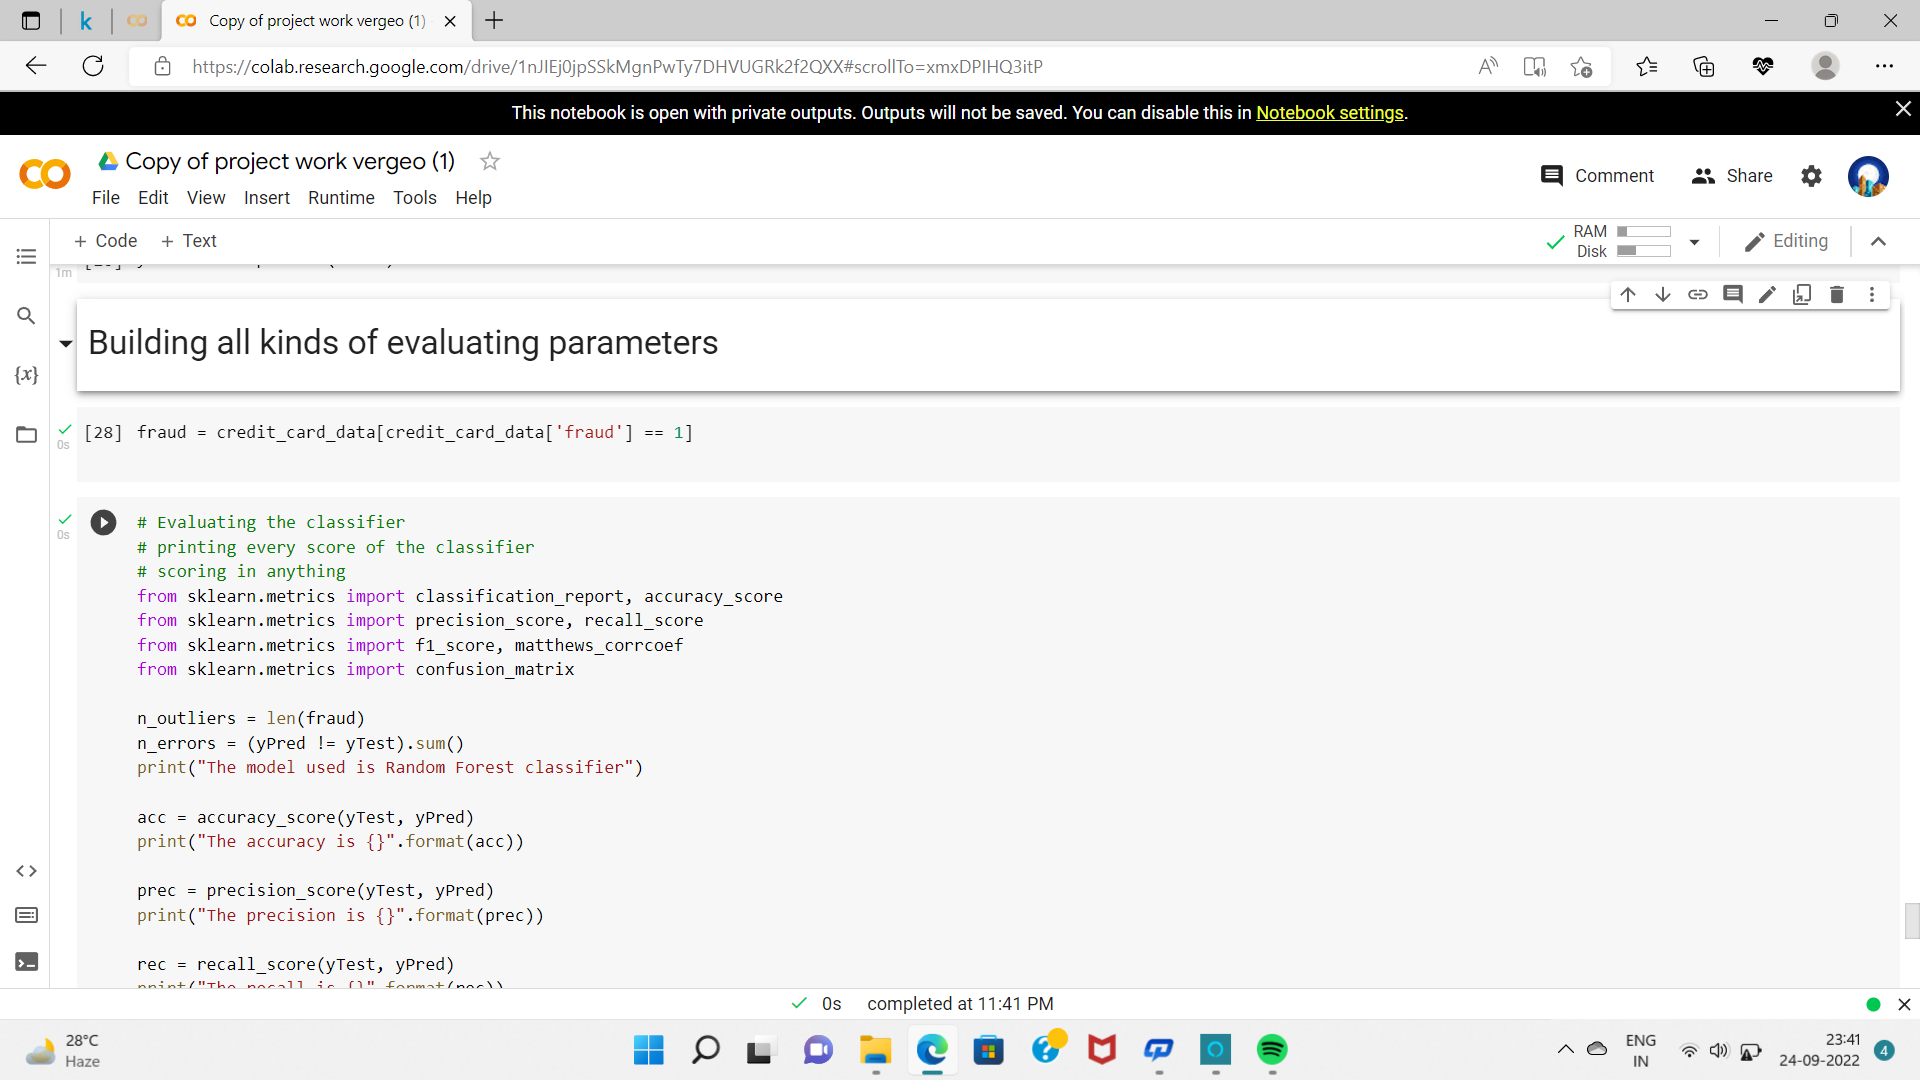 k
Copy of project work vergeo (1)
https://colab.research.google.com/drive/1nJIEj0jpSSkMgnPwTy7DHVUGRk2f2QXX#scrollTo=xmxDPIHQ3itP
This notebook is open with private outputs. Outputs will not be saved. You can disable this in Notebook settings.
Copy of project work vergeo (1)
Comment
Share
File Edit View Insert Runtime Tools Help
+ Code + Text
RAM
Disk
Editing
1m
Building all kinds of evaluating parameters
{x}
0s
[28] fraud = credit_card_data[credit_card_data['fraud'] == 1]
0s
# Evaluating the classifier
# printing every score of the classifier
# scoring in anything
from sklearn.metrics import classification_report, accuracy_score
from sklearn.metrics import precision_score, recall_score
from sklearn.metrics import f1_score, matthews_corrcoef
from sklearn.metrics import confusion_matrix
n_outliers = len(fraud)
n_errors = (yPred != yTest).sum()
print("The model used is Random Forest classifier")
acc = accuracy_score(yTest, yPred)
print("The accuracy is {}".format(acc))
prec = precision_score(yTest, yPred)
print("The precision is {}".format(prec))
rec = recall_score(yTest, yPred)
print("The recall is {}".format(rec))
0s completed at 11:41 PM
28°C
Haze
ENG
IN
23:41
24-09-2022
4